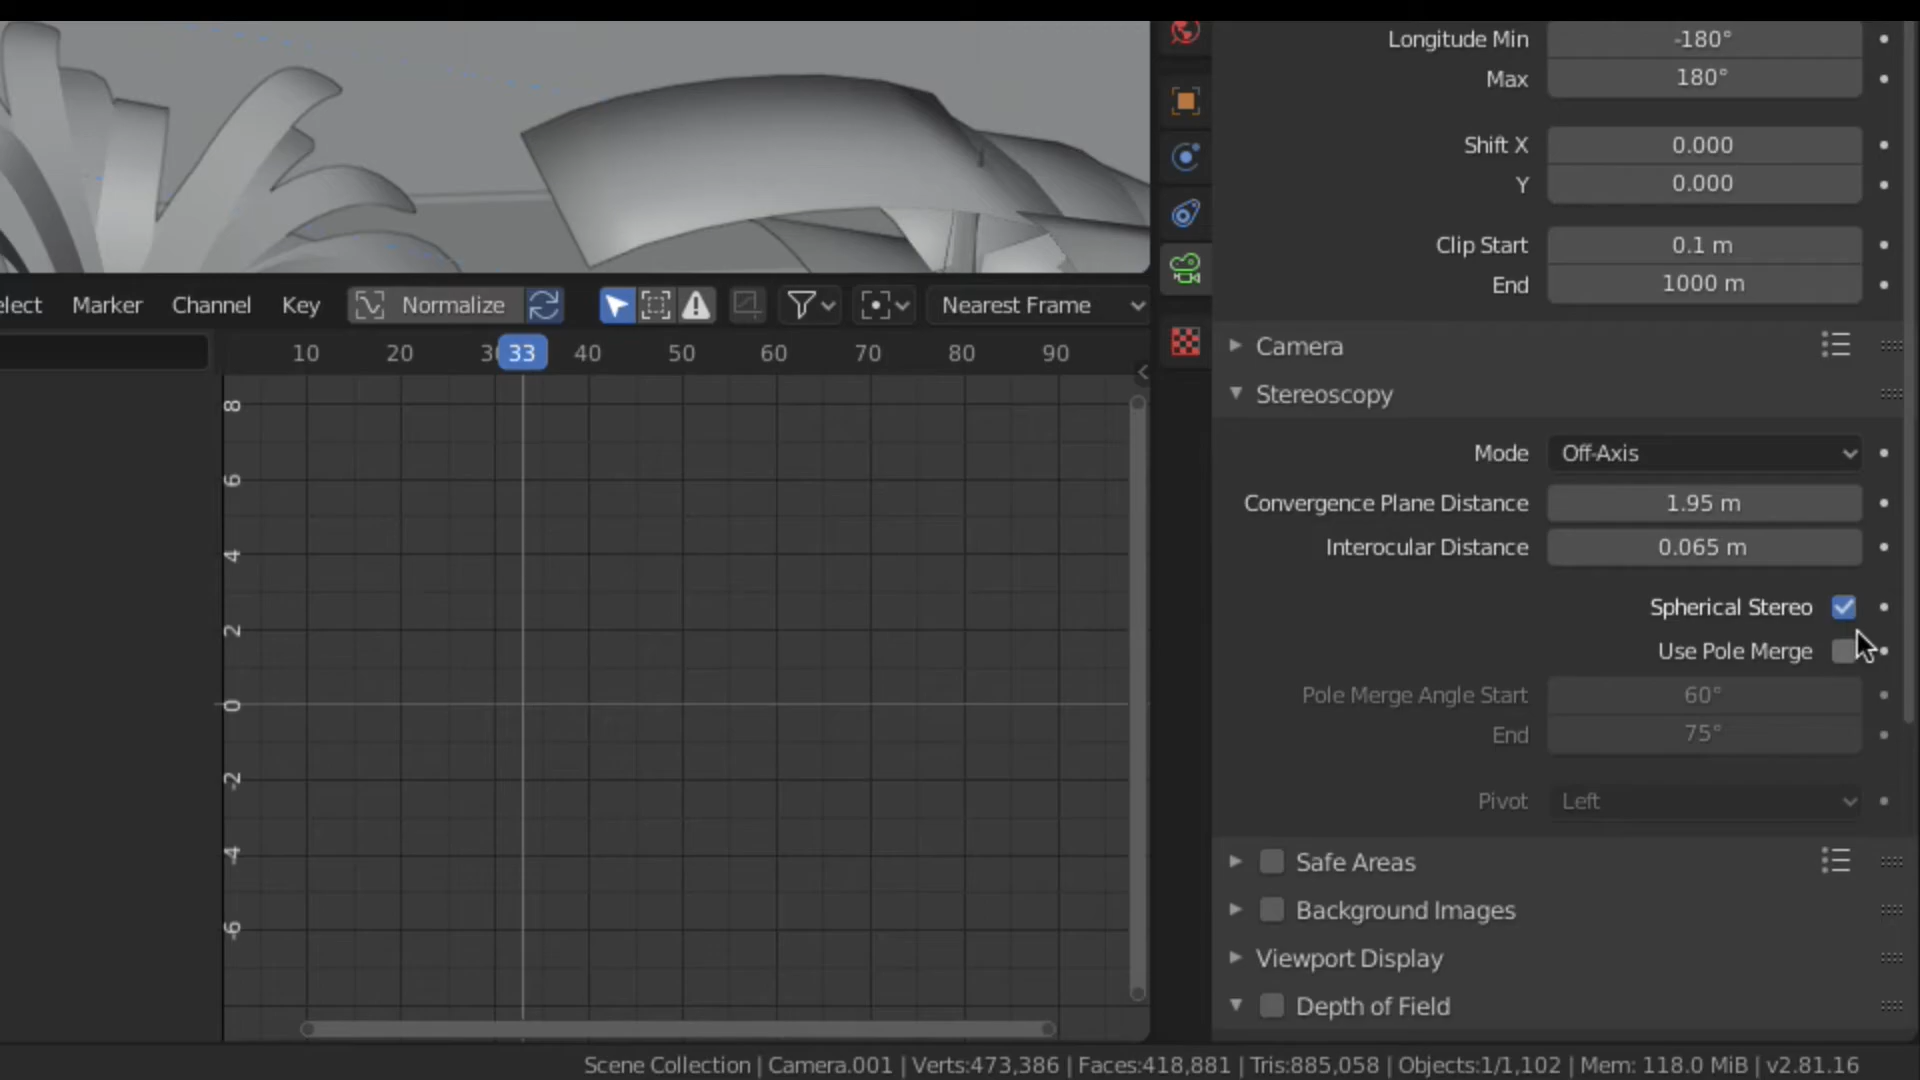 Longitude Min -180°
Max 180°
Shift X 0.000
Y 0.000
Clip Start 0.1 m
End 1000 m
elect Marker Channel Key Normalize Nearest Frame
10 20 30 33 40 50 60 70 80 90
Camera
Stereoscopy
8
6
4
2
0
-2
-4
-6
Mode Off-Axis
Convergence Plane Distance 1.95 m
Interocular Distance 0.065 m
Spherical Stereo
Use Pole Merge
Pole Merge Angle Start 60°
End 75°
Pivot Left
Safe Areas
Background Images
Viewport Display
Depth of Field
Scene Collection | Camera.001 | Verts:473,386 | Faces:418,881 | Tris:885,058 | Objects:1/1,102 | Mem: 118.0 MiB | v2.81.16